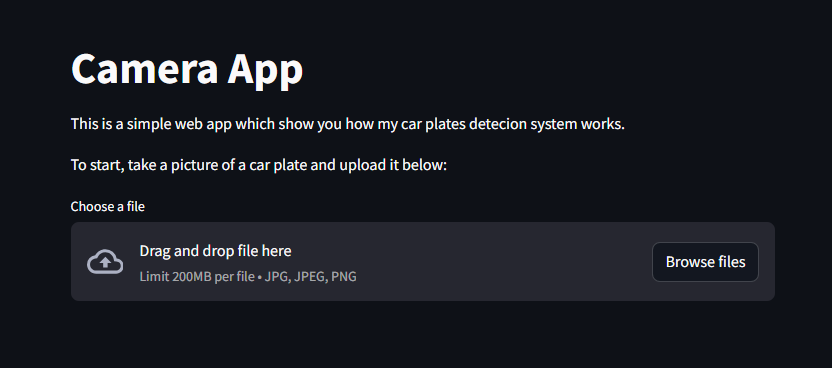 Camera App
This is a simple web app which show you how my car plates detecion system works.
To start, take a picture of a car plate and upload it below:
Choose a file
Drag and drop file here
Limit 200MB per file • JPG, JPEG, PNG
Browse files